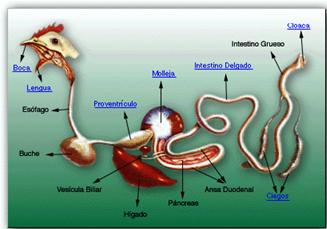 Cloaca
Intestino Grueso
Boca
Lengua
Molleja
Intestino Delgado
Esófago
Proventrículo
Buche
Vesícula Biliar
Hígado
Páncreas
Ansa Duodenal
Ciegos